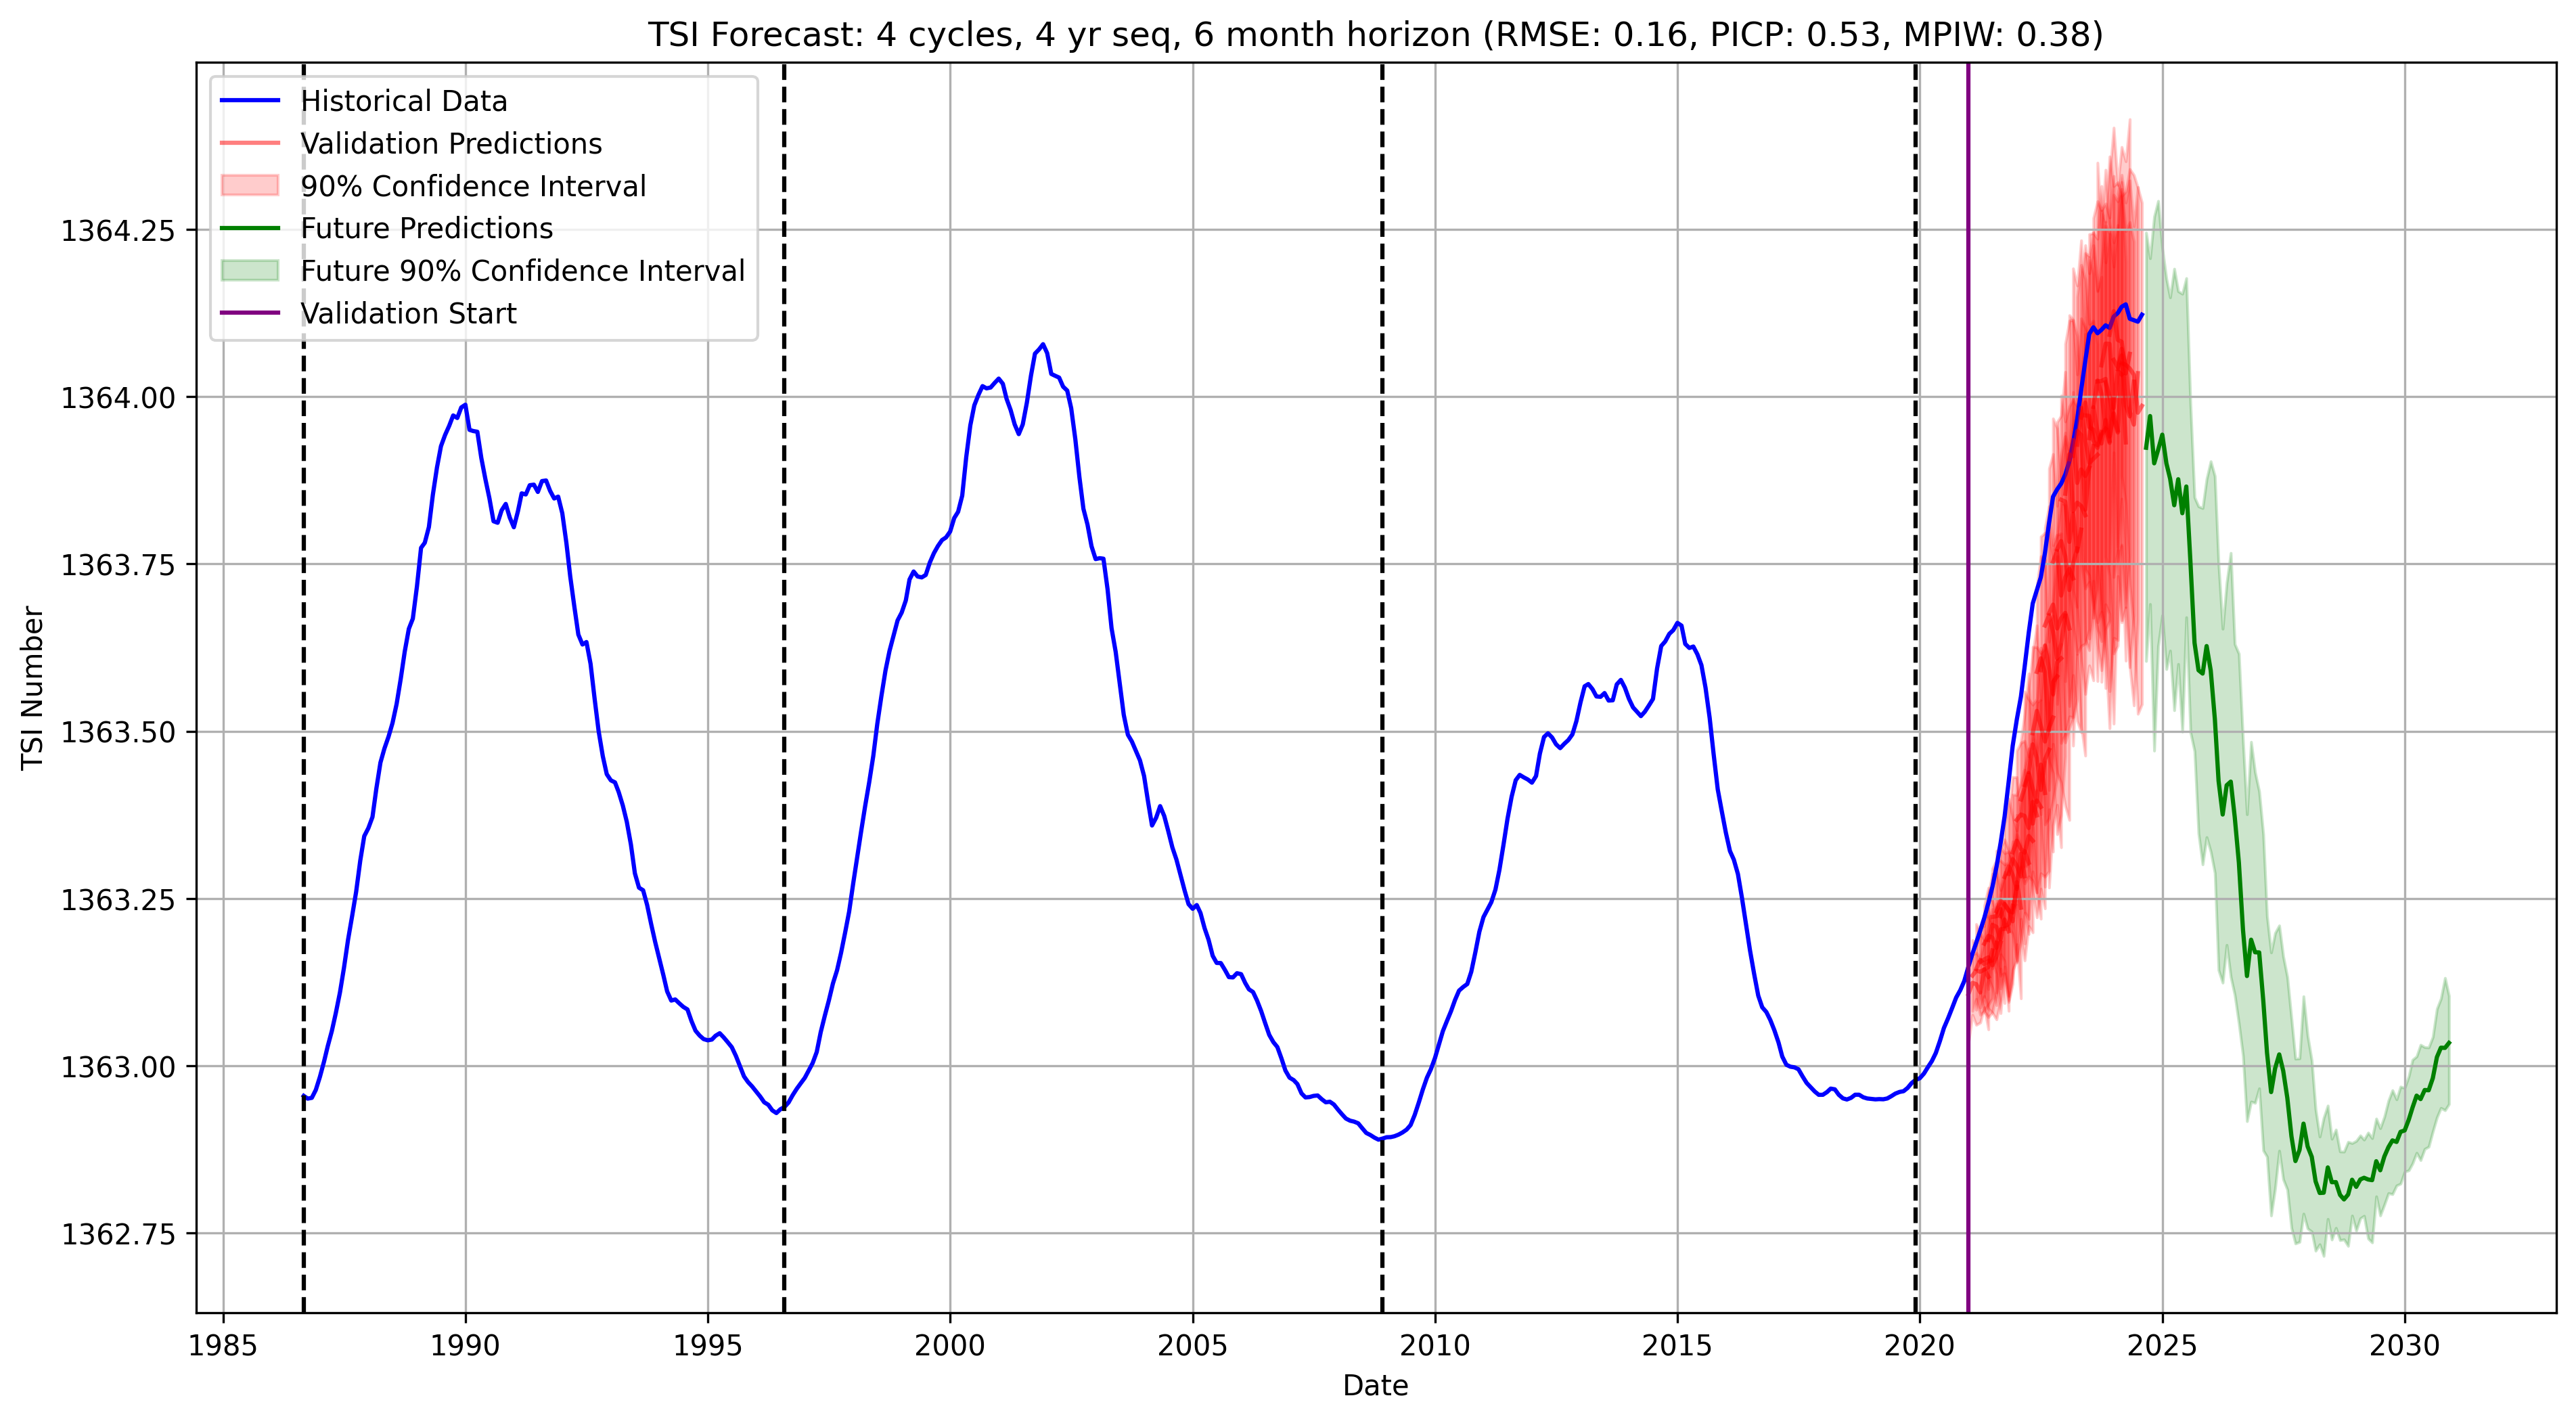 TSI Forecast: 4 cycles, 4 yr seq, 6 month horizon (RMSE: 0.16, PICP: 0.53, MPIW: 0.38)
Historical Data
Validation Predictions
90% Confidence Interval
Future Predictions
Future 90% Confidence Interval
Validation Start
TSI Number
1364.25
1364.00
1363.75
1363.50
1363.25
1363.00
1362.75
1985 1990 1995 2000 2005 2010 2015 2020 2025 2030
Date